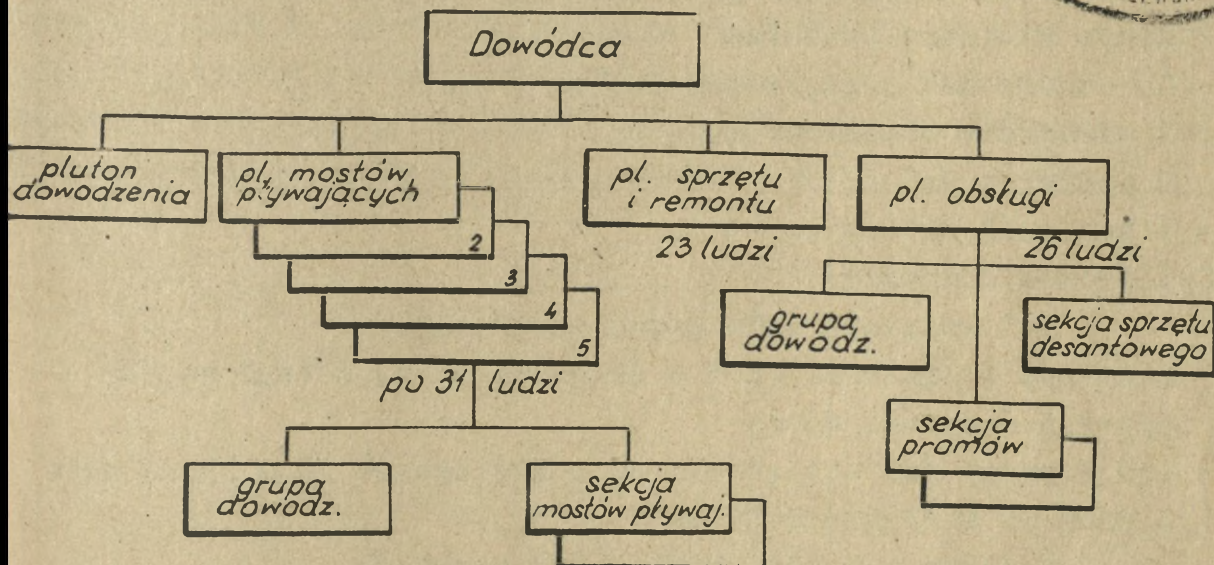 Dowódca
pluton
dowodzenia
pl. mostów
pływających
2
3
4
5
po 31 ludzi
pl. sprzętu
i remontu
23 ludzi
pl. obsługi
26 ludzi
grupa
dowodz.
sekcja sprzętu
desantowego
sekcja
promów
grupa
dowodz.
sekcja
mostów pływaj.